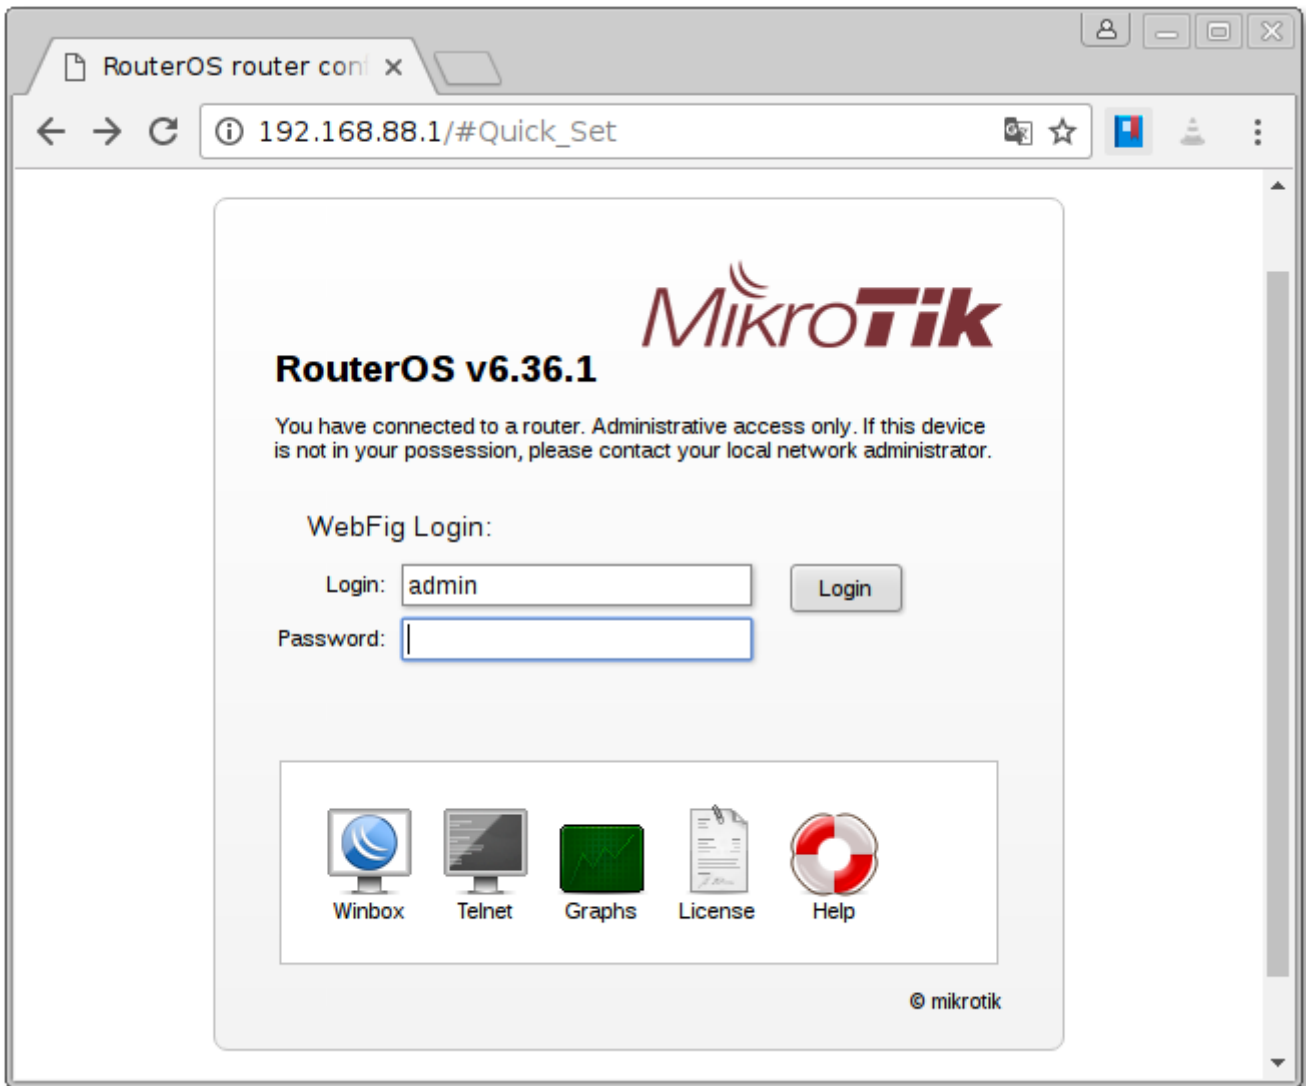 RouterOS router conf
192.168.88.1/#Quick_Set
MikroTik
RouterOS v6.36.1
You have connected to a router. Administrative access only. If this device
is not in your possession, please contact your local network administrator.
WebFig Login:
Login: admin Login
Password:
Winbox Telnet Graphs License Help
© mikrotik